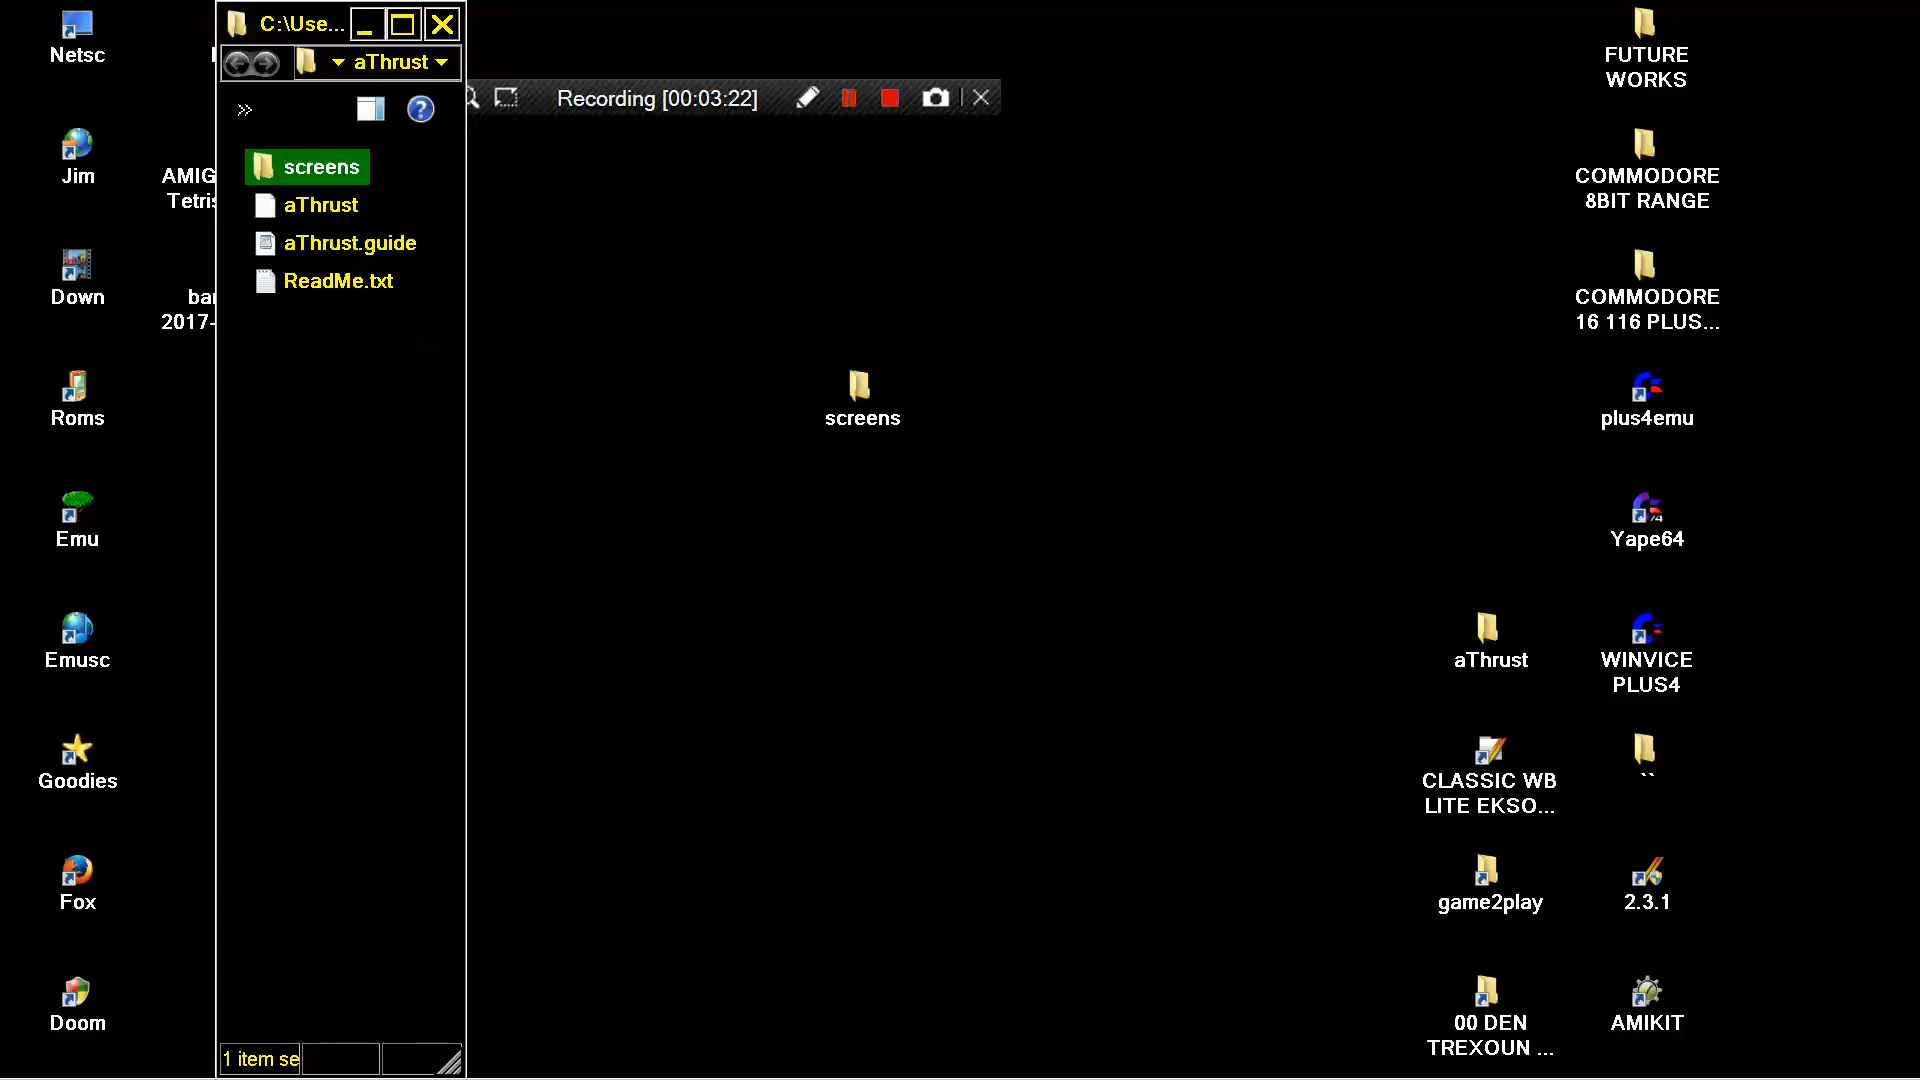 Netsc
Jim
Down
Roms
Emu
Emusc
Goodies
Fox
Doom
AMIG
Tetris
bar
2017-
C:\Use...
aThrust
»
screens
aThrust
aThrust.guide
ReadMe.txt
1 item se
Recording [00:03:22]
screens
FUTURE
WORKS
COMMODORE
8BIT RANGE
COMMODORE
16 116 PLUS...
plus4emu
Yape64
aThrust
WINVICE
PLUS4
CLASSIC WB
LITE EKSO...
``
game2play
2.3.1
00 DEN
TREXOUN ...
AMIKIT